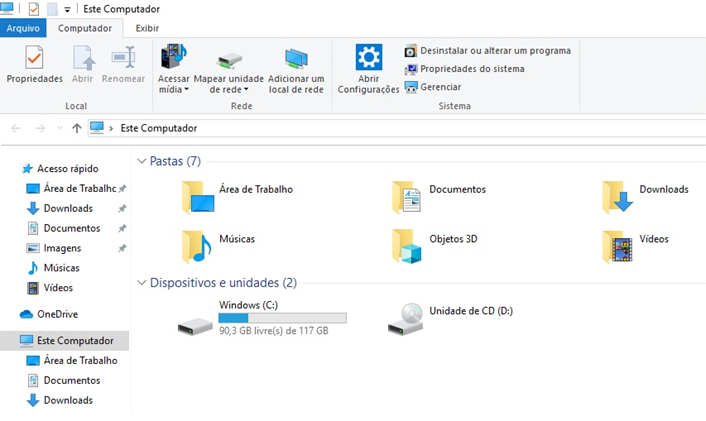 Este Computador
Arquivo Computador Exibir
Propriedades Abrir Renomear
Local
Acessar mídia Mapear unidade de rede Adicionar um local de rede
Rede
Abrir Configurações
Desinstalar ou alterar um programa
Propriedades do sistema
Gerenciar
Sistema
Este Computador
Acesso rápido
Área de Trabalho
Downloads
Documentos
Imagens
Músicas
Vídeos
OneDrive
Este Computador
Área de Trabalho
Documentos
Downloads
Pastas (7)
Área de Trabalho Documentos Downloads
Músicas Objetos 3D Vídeos
Dispositivos e unidades (2)
Windows (C:)
90,3 GB livre(s) de 117 GB
Unidade de CD (D:)